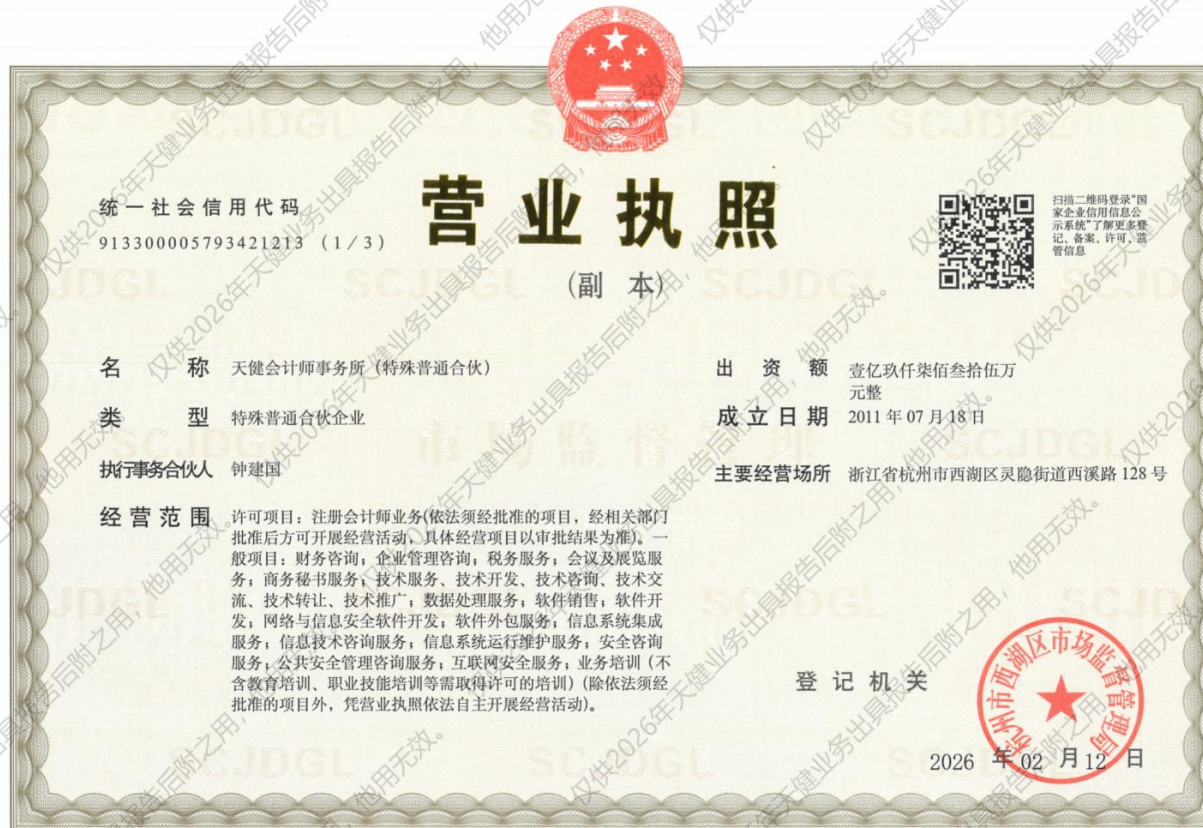 营业执照
(副 本)
统一社会信用代码
913300005793421213 (1/3)
扫描二维码登录“国
家企业信用信息公
示系统”了解更多登
记、备案、许可、监
管信息
名 称 天健会计师事务所（特殊普通合伙）
类 型 特殊普通合伙企业
执行事务合伙人 钟建国
经营范围 许可项目：注册会计师业务(依法须经批准的项目，经相关部门
批准后方可开展经营活动，具体经营项目以审批结果为准)。一
般项目：财务咨询；企业管理咨询；税务服务；会议及展览服
务；商务秘书服务；技术服务、技术开发、技术咨询、技术交
流、技术转让、技术推广；数据处理服务；软件销售；软件开
发；网络与信息安全软件开发；软件外包服务；信息系统集成
服务；信息技术咨询服务；信息系统运行维护服务；安全咨询
服务；公共安全管理咨询服务；互联网安全服务；业务培训（不
含教育培训、职业技能培训等需取得许可的培训）(除依法须经
批准的项目外，凭营业执照依法自主开展经营活动)。
出 资 额 壹亿玖仟柒佰叁拾伍万
元整
成立日期 2011 年 07 月 18 日
主要经营场所 浙江省杭州市西湖区灵隐街道西溪路 128 号
登记机关
杭州市西湖区市场监督管理局
2026 年 02 月 12 日
仅供2026年天健业务出具报告后附之用，他用无效。
SCJDGL
市场监督管理